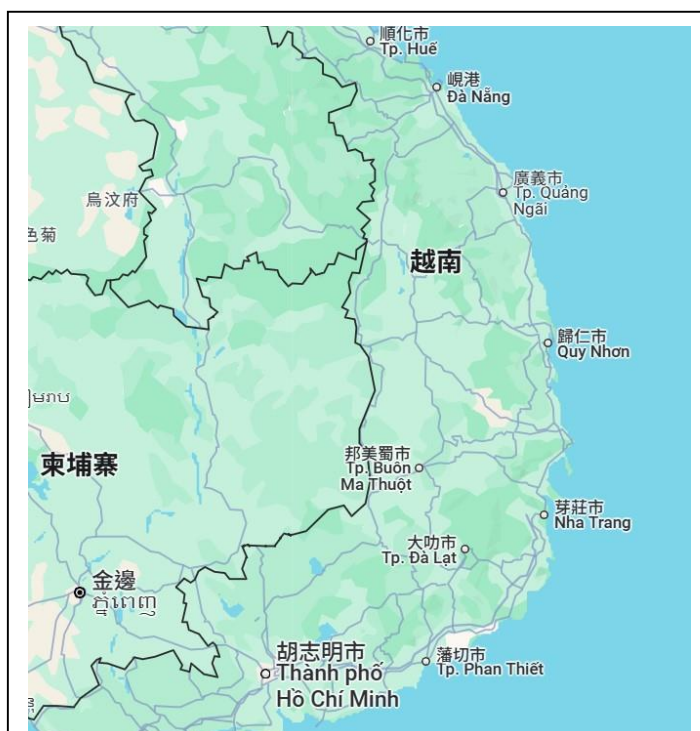 順化市
Tp. Huế
峴港
Đà Nẵng
烏汶府
廣義市
Tp. Quảng
Ngãi
色菊
越南
歸仁市
Quy Nhơn
柬埔寨
邦美蜀市
Tp. Buôn
Ma Thuột
芽莊市
Nha Trang
大叻市
Tp. Đà Lạt
金邊
ភ្នំពេញ
胡志明市
Thành phố
Hồ Chí Minh
藩切市
Tp. Phan Thiết